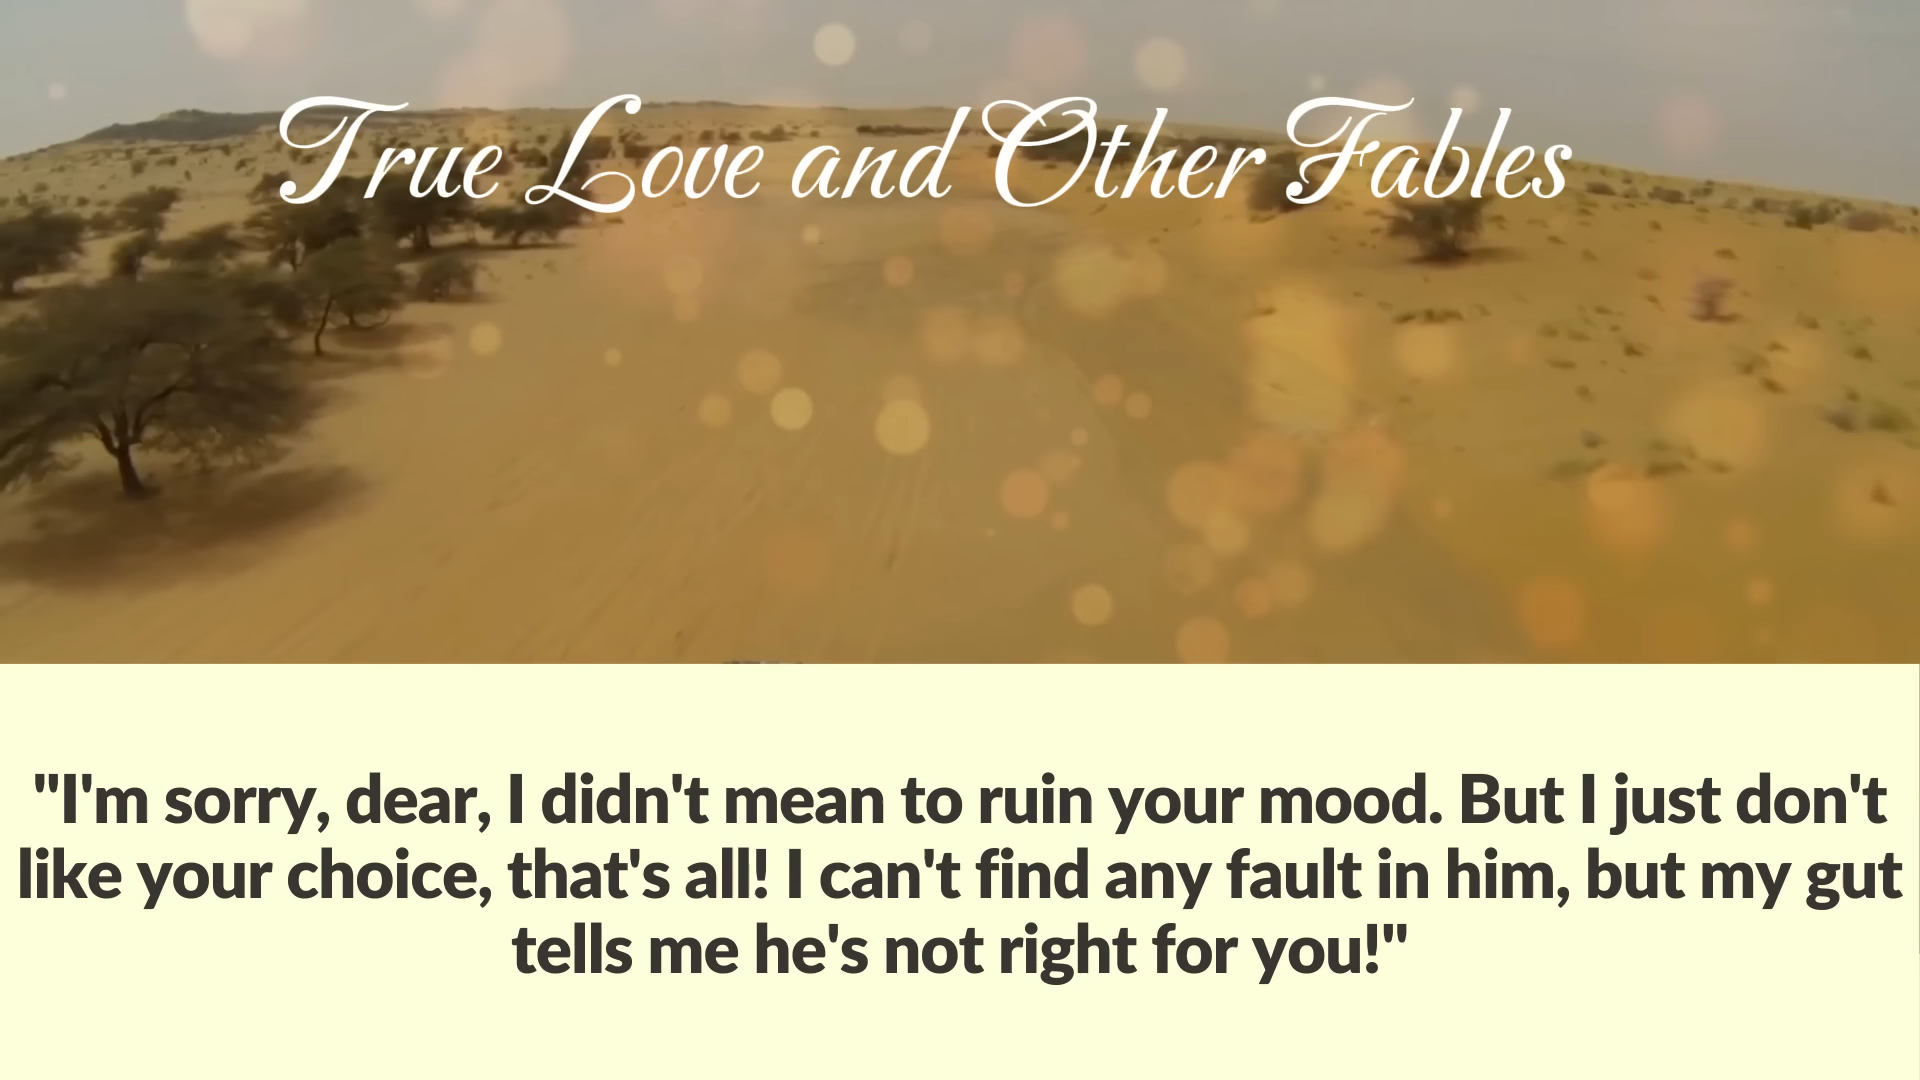 True Love and Other Fables
"I'm sorry, dear, I didn't mean to ruin your mood. But I just don't
like your choice, that's all! I can't find any fault in him, but my gut
tells me he's not right for you!"